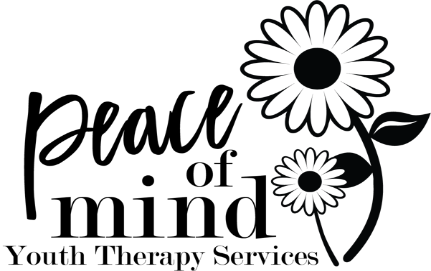 peace
of
mind
Youth Therapy Services